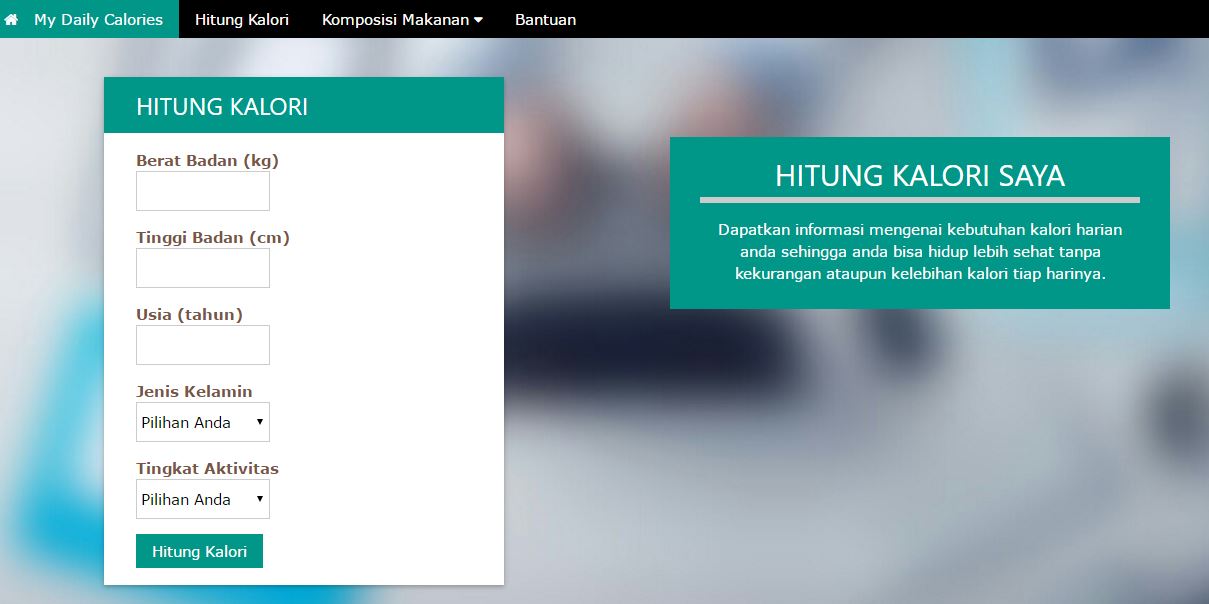 My Daily Calories Hitung Kalori Komposisi Makanan Bantuan
HITUNG KALORI
Berat Badan (kg)
Tinggi Badan (cm)
Usia (tahun)
Jenis Kelamin
Pilihan Anda
Tingkat Aktivitas
Pilihan Anda
Hitung Kalori
HITUNG KALORI SAYA
Dapatkan informasi mengenai kebutuhan kalori harian
anda sehingga anda bisa hidup lebih sehat tanpa
kekurangan ataupun kelebihan kalori tiap harinya.